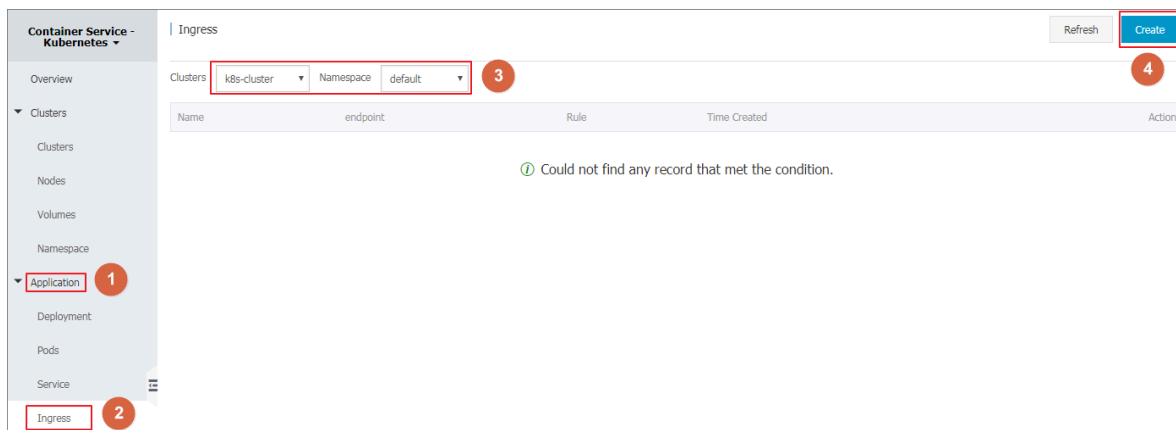 Container Service -
Kubernetes
Overview
Clusters
Clusters
Nodes
Volumes
Namespace
Application 1
Deployment
Pods
Service
Ingress 2
Ingress
Refresh Create
4
Clusters k8s-cluster Namespace default 3
Name endpoint Rule Time Created Action
Could not find any record that met the condition.